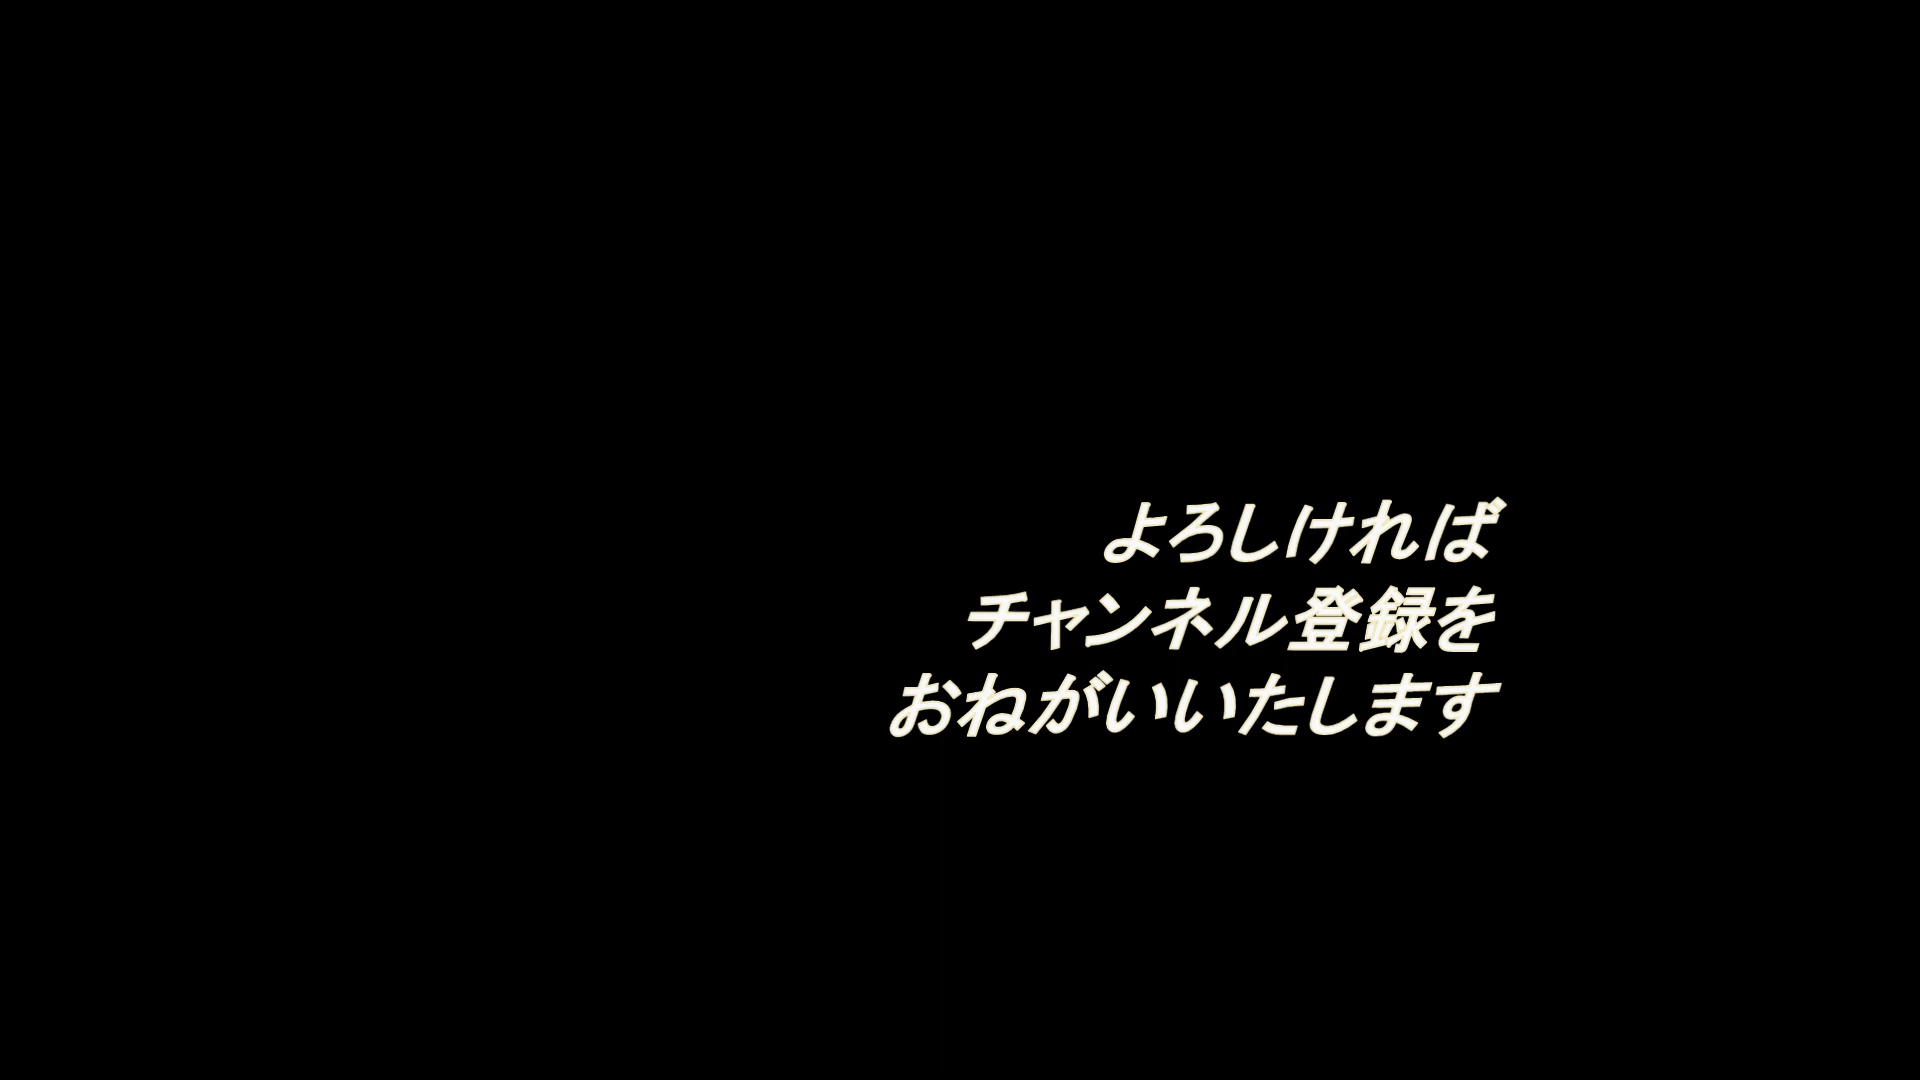 よろしければ
チャンネル登録を
おねがいいたします